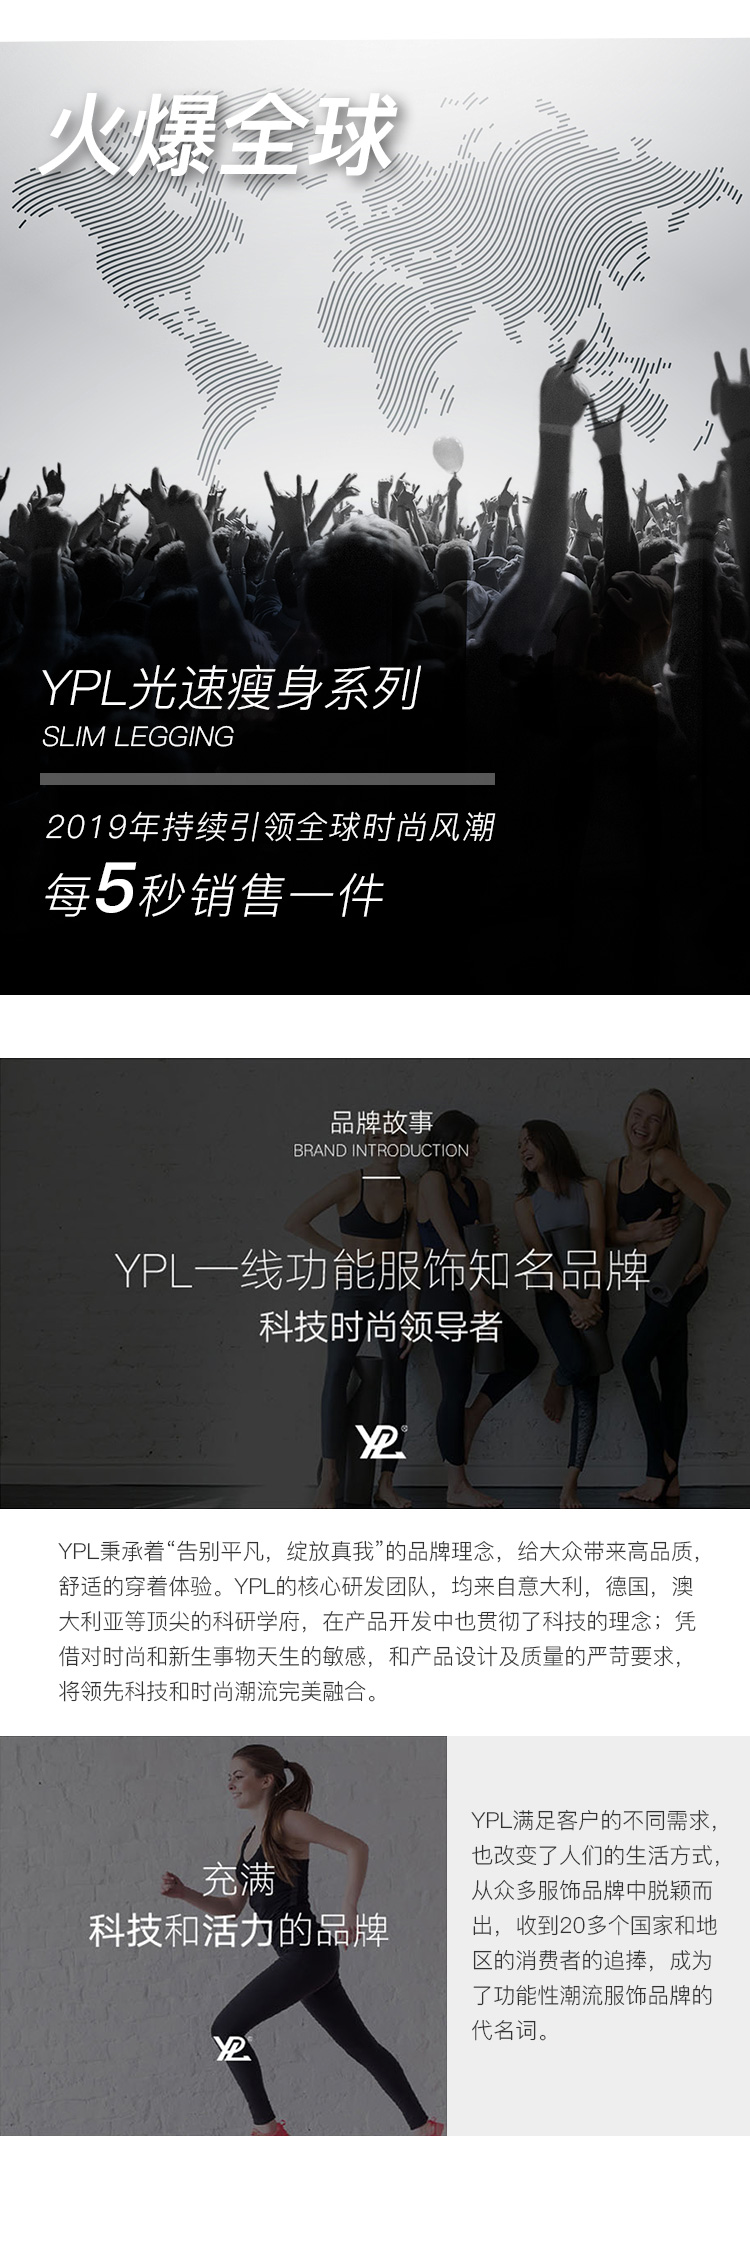 火爆全球
YPL光速瘦身系列
SLIM LEGGING
2019年持续引领全球时尚风潮
每5秒销售一件
品牌故事
BRAND INTRODUCTION
YPL一线功能服饰知名品牌
科技时尚领导者
YPL®
YPL秉承着“告别平凡，绽放真我”的品牌理念，给大众带来高品质，
舒适的穿着体验。YPL的核心研发团队，均来自意大利，德国，澳
大利亚等顶尖的科研学府，在产品开发中也贯彻了科技的理念；凭
借对时尚和新生事物天生的敏感，和产品设计及质量的严苛要求，
将领先科技和时尚潮流完美融合。
充满
科技和活力的品牌
YPL®
YPL满足客户的不同需求，
也改变了人们的生活方式，
从众多服饰品牌中脱颖而
出，收到20多个国家和地
区的消费者的追捧，成为
了功能性潮流服饰品牌的
代名词。